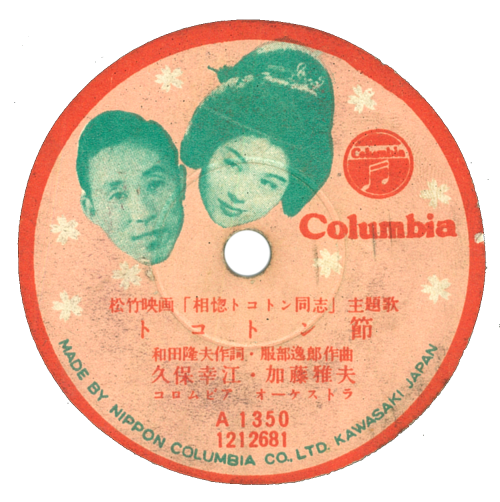 Columbia
Columbia
松竹映画「相惚トコトン同志」主題歌
トコトン節
和田隆夫作詞・服部逸郎作曲
久保幸江・加藤雅夫
コロムビア オーケストラ
A 1350
1212681
MADE BY NIPPON COLUMBIA CO., LTD. KAWASAKI JAPAN